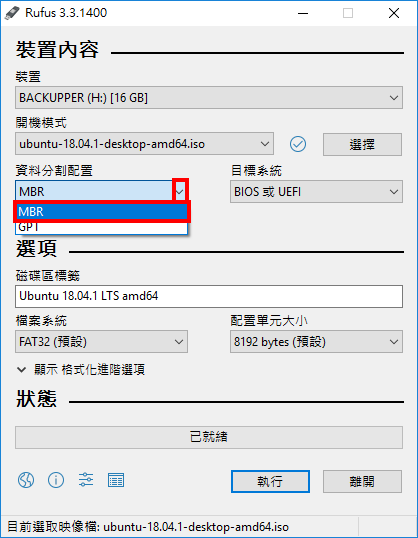 Rufus 3.3.1400
裝置內容
裝置
BACKUPPER (H:) [16 GB]
開機模式
ubuntu-18.04.1-desktop-amd64.iso
選擇
資料分割配置
目標系統
MBR
BIOS 或 UEFI
MBR
GPT
選項
磁碟區標籤
Ubuntu 18.04.1 LTS amd64
檔案系統
配置單元大小
FAT32 (預設)
8192 bytes (預設)
顯示 格式化進階選項
狀態
已就緒
執行
離開
目前選取映像檔: ubuntu-18.04.1-desktop-amd64.iso